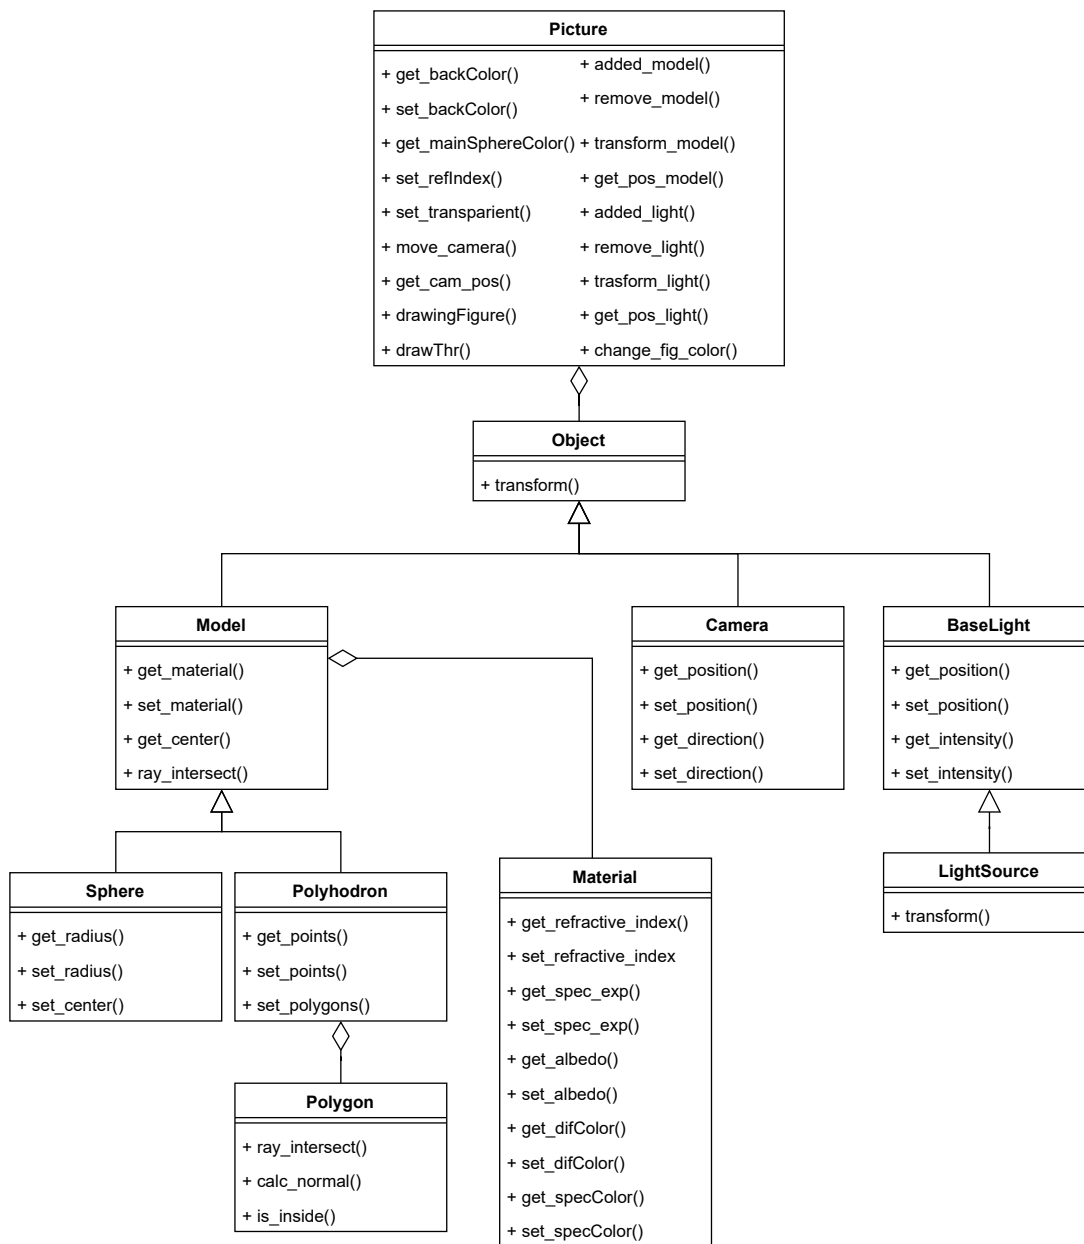 Picture
+ get_backColor()
+ set_backColor()
+ get_mainSphereColor()
+ set_refIndex()
+ set_transparient()
+ move_camera()
+ get_cam_pos()
+ drawingFigure()
+ drawThr()
+ added_model()
+ remove_model()
+ transform_model()
+ get_pos_model()
+ added_light()
+ remove_light()
+ trasform_light()
+ get_pos_light()
+ change_fig_color()
Object
+ transform()
Model
+ get_material()
+ set_material()
+ get_center()
+ ray_intersect()
Camera
+ get_position()
+ set_position()
+ get_direction()
+ set_direction()
BaseLight
+ get_position()
+ set_position()
+ get_intensity()
+ set_intensity()
Sphere
+ get_radius()
+ set_radius()
+ set_center()
Polyhodron
+ get_points()
+ set_points()
+ set_polygons()
Material
+ get_refractive_index()
+ set_refractive_index
+ get_spec_exp()
+ set_spec_exp()
+ get_albedo()
+ set_albedo()
+ get_difColor()
+ set_difColor()
+ get_specColor()
+ set_specColor()
LightSource
+ transform()
Polygon
+ ray_intersect()
+ calc_normal()
+ is_inside()